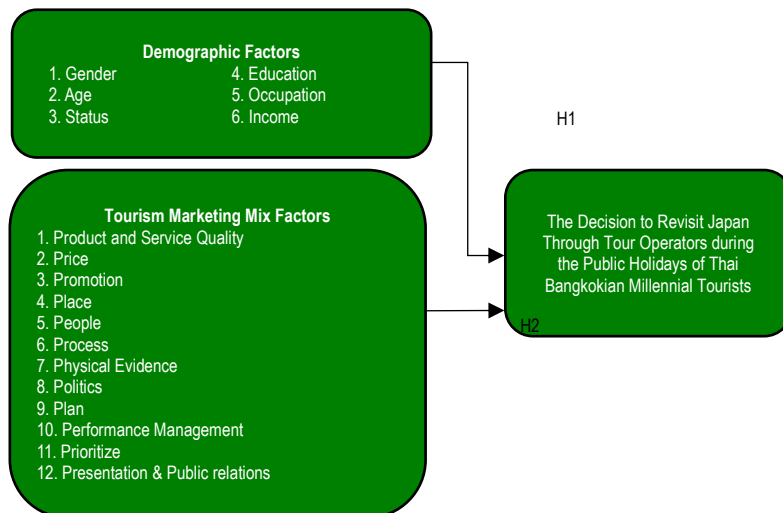 Demographic Factors
1. Gender
2. Age
3. Status
4. Education
5. Occupation
6. Income
H1
Tourism Marketing Mix Factors
1. Product and Service Quality
2. Price
3. Promotion
4. Place
5. People
6. Process
7. Physical Evidence
8. Politics
9. Plan
10. Performance Management
11. Prioritize
12. Presentation & Public relations
The Decision to Revisit Japan
Through Tour Operators during
the Public Holidays of Thai
Bangkokian Millennial Tourists
H2